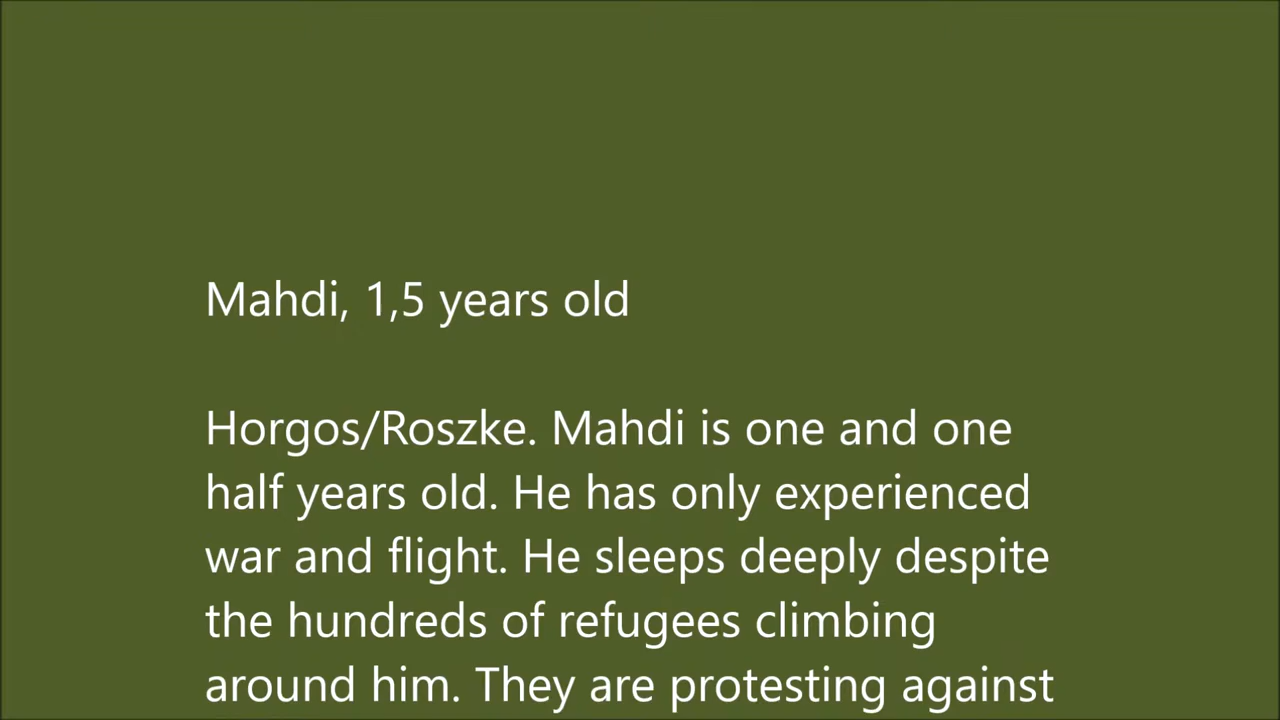 Mahdi, 1,5 years old
Horgos/Roszke. Mahdi is one and one
half years old. He has only experienced
war and flight. He sleeps deeply despite
the hundreds of refugees climbing
around him. They are protesting against